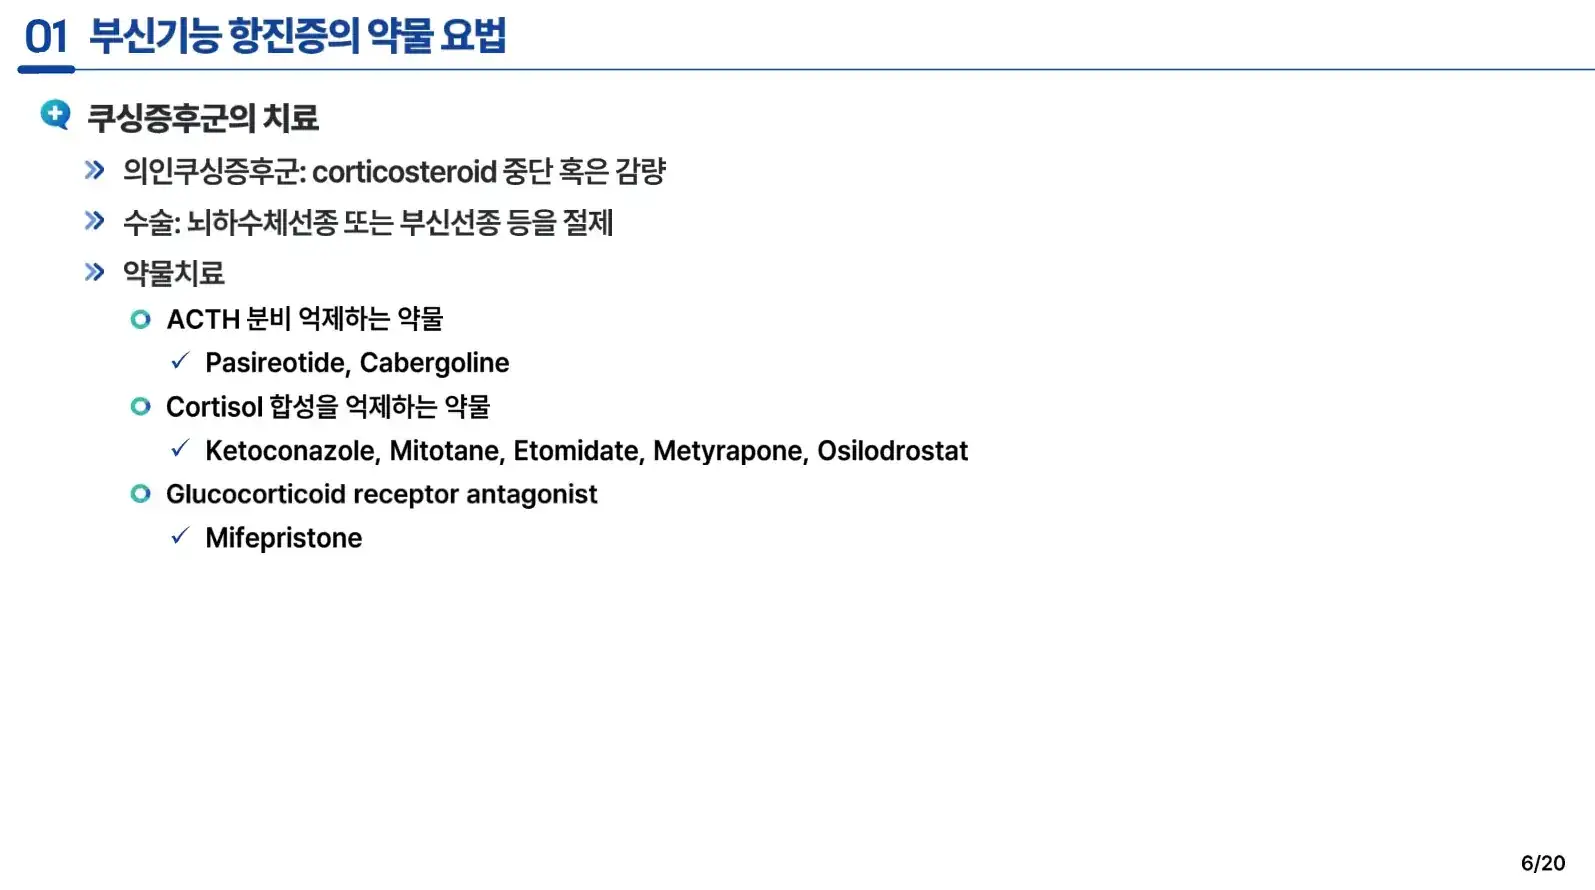 01 부신기능 항진증의 약물 요법
쿠싱증후군의 치료
의인쿠싱증후군: corticosteroid 중단 혹은 감량
수술: 뇌하수체선종 또는 부신선종 등을 절제
약물치료
ACTH 분비 억제하는 약물
Pasireotide, Cabergoline
Cortisol 합성을 억제하는 약물
Ketoconazole, Mitotane, Etomidate, Metyrapone, Osilodrostat
Glucocorticoid receptor antagonist
Mifepristone
6/20